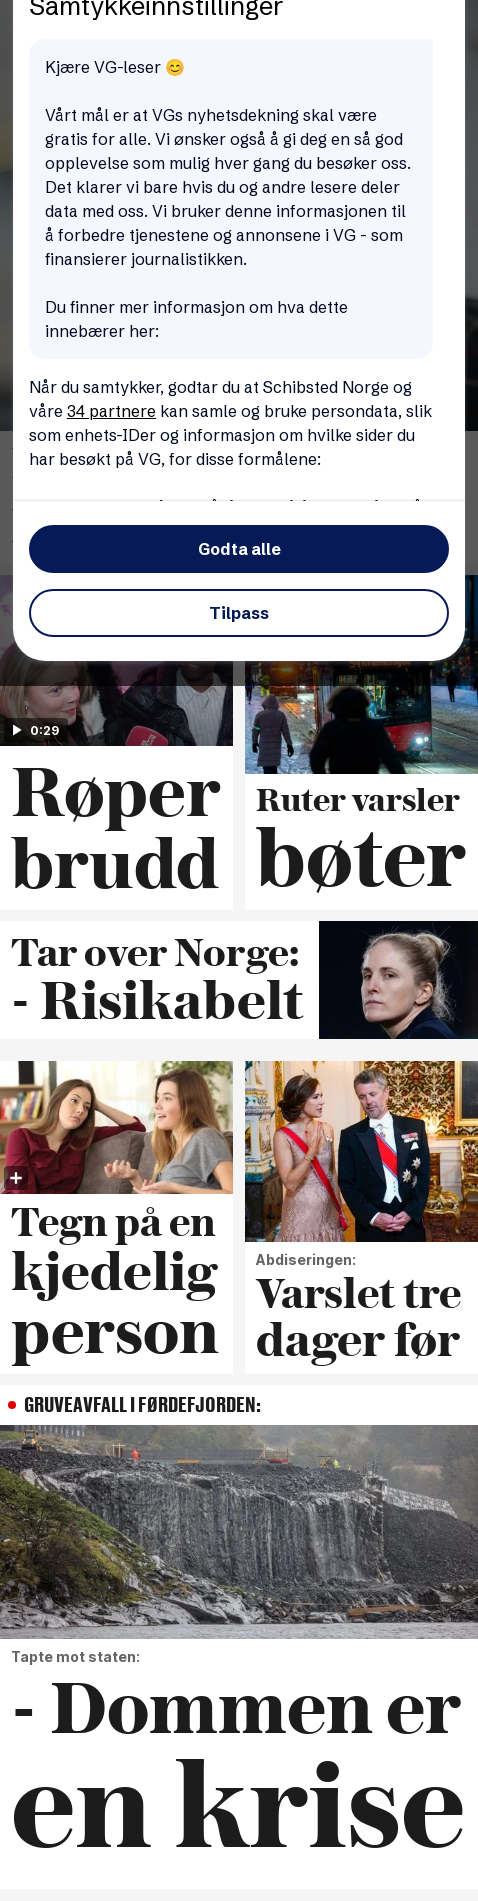 Samtykkeinnstillinger
Kjære VG-leser 😊
Vårt mål er at VGs nyhetsdekning skal være
gratis for alle. Vi ønsker også å gi deg en så god
opplevelse som mulig hver gang du besøker oss.
Det klarer vi bare hvis du og andre lesere deler
data med oss. Vi bruker denne informasjonen til
å forbedre tjenestene og annonsene i VG - som
finansierer journalistikken.
Du finner mer informasjon om hva dette
innebærer her:
Når du samtykker, godtar du at Schibsted Norge og
våre 34 partnere kan samle og bruke persondata, slik
som enhets-IDer og informasjon om hvilke sider du
har besøkt på VG, for disse formålene:
Godta alle
Tilpass
0:29
Røper
brudd
Ruter varsler
bøter
Tar over Norge:
- Risikabelt
Tegn på en
kjedelig
person
Abdiseringen:
Varslet tre
dager før
GRUVEAVFALL I FØRDEFJORDEN:
Tapte mot staten:
- Dommen er
en krise